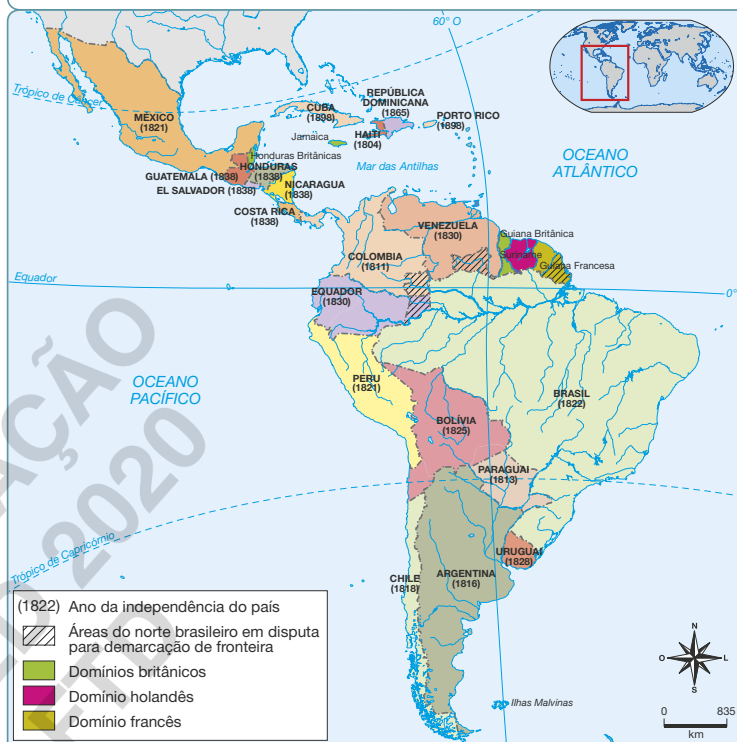 60° O
Trópico de Câncer
MÉXICO
(1821)
CUBA
(1898)
REPÚBLICA
DOMINICANA
(1865)
PORTO RICO
(1898)
Jamaica
HAITI
(1804)
Honduras Britânicas
HONDURAS
(1838)
GUATEMALA (1838)
EL SALVADOR (1838)
NICARAGUA
(1838)
COSTA RICA
(1838)
Mar das Antilhas
OCEANO
ATLÂNTICO
VENEZUELA
(1830)
Guiana Britânica
Suriname
Guiana Francesa
COLOMBIA
(1811)
Equador
0°
EQUADOR
(1830)
OCEANO
PACÍFICO
PERU
(1821)
BRASIL
(1822)
BOLÍVIA
(1825)
PARAGUAI
(1813)
Trópico de Capricórnio
CHILE
(1818)
ARGENTINA
(1816)
URUGUAI
(1828)
Ilhas Malvinas
(1822) Ano da independência do país
Áreas do norte brasileiro em disputa
para demarcação de fronteira
Domínios britânicos
Domínio holandês
Domínio francês
N
O L
S
0 835
km
AÇÃO
2020
FTD